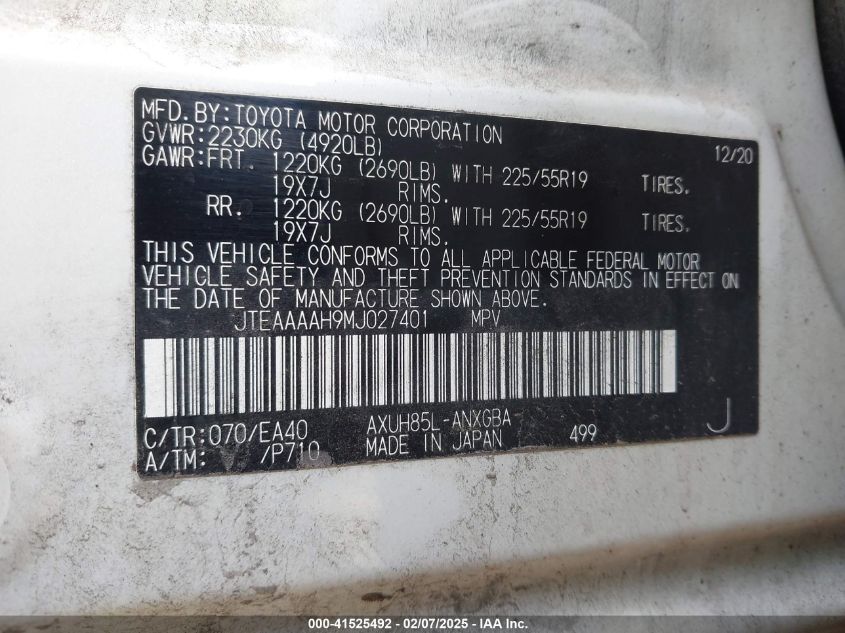 MFD.BY:TOYOTA MOTOR CORPORATION 12/20
GVWR:2230KG (4920LB)
GAWR:FRT. 1220KG (2690LB) WITH 225/55R19 TIRES.
19X7J RIMS.
RR. 1220KG (2690LB) WITH 225/55R19 TIRES.
19X7J RIMS.
THIS VEHICLE CONFORMS TO ALL APPLICABLE FEDERAL MOTOR
VEHICLE SAFETY AND THEFT PREVENTION STANDARDS IN EFFECT ON
THE DATE OF MANUFACTURE SHOWN ABOVE.
JTEAAAAH9MJ027401 MPV
C/TR:070/EA40 AXUH85L-ANXGBA J
A/TM: /P710 MADE IN JAPAN 499
000-41525492 - 02/07/2025 - IAA Inc.